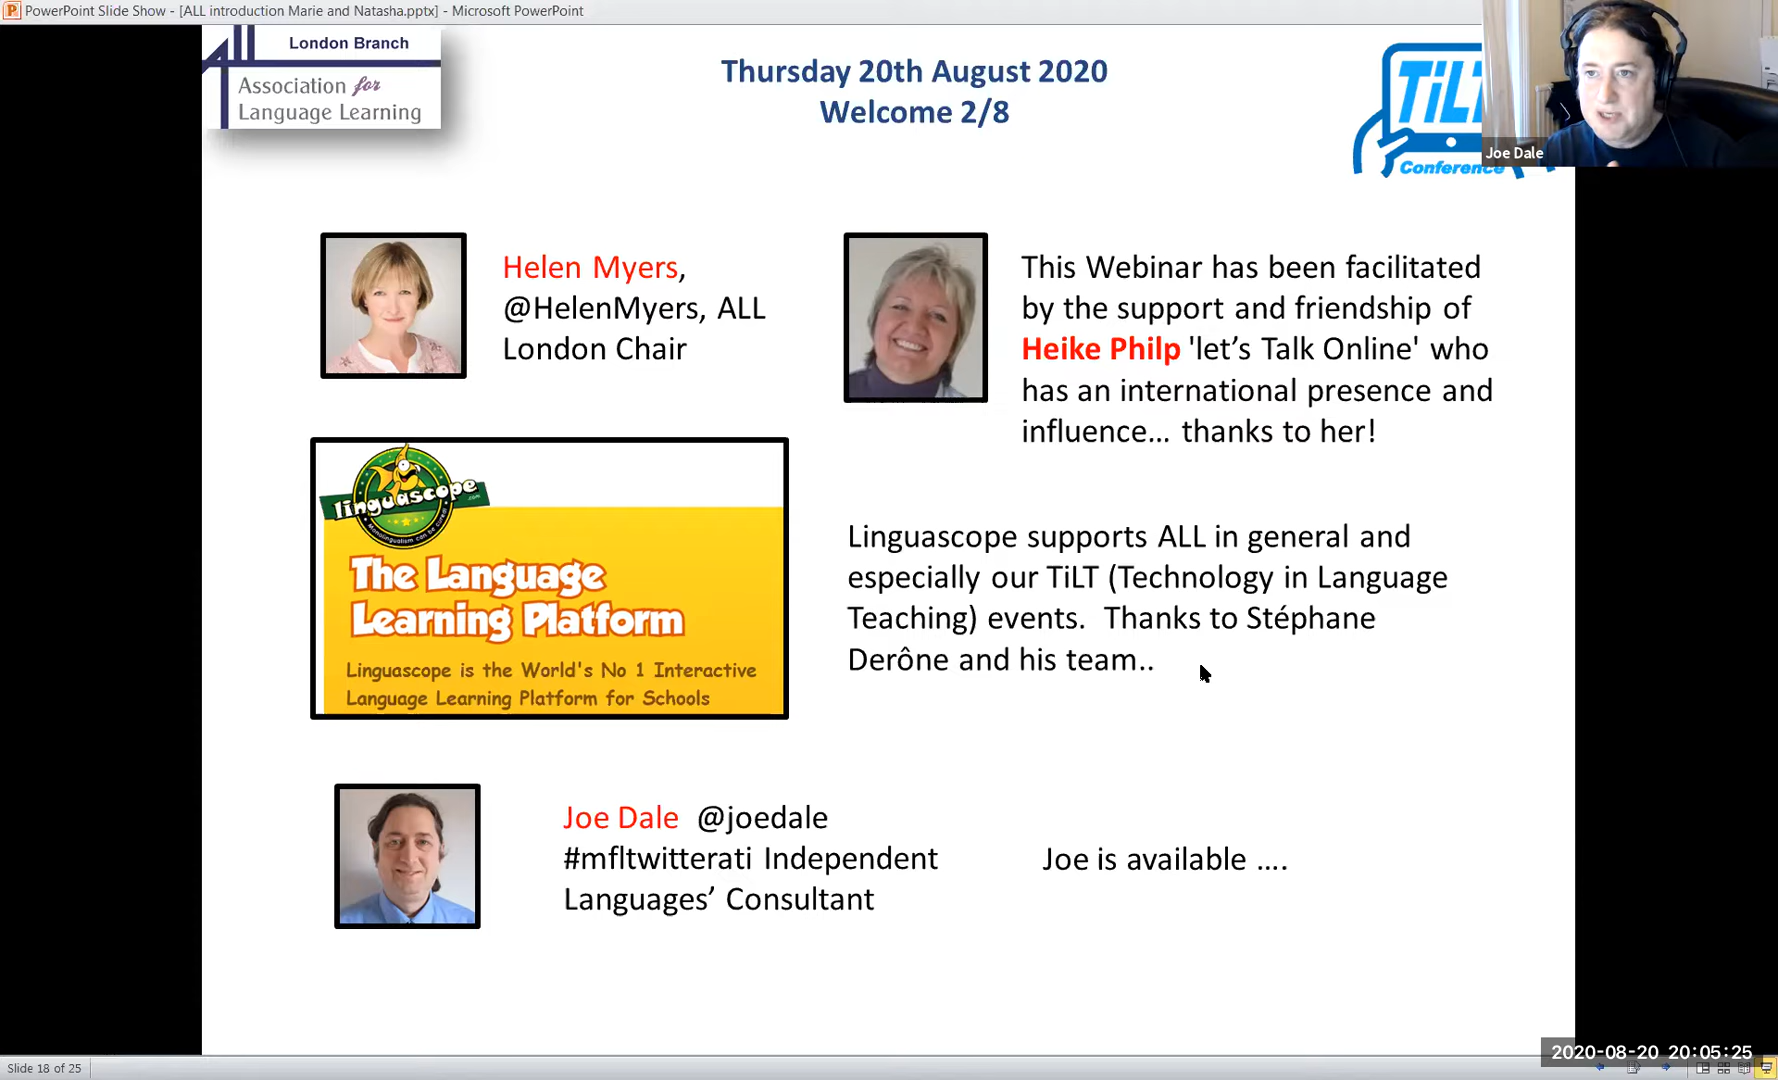 PowerPoint Slide Show - [ALL introduction Marie and Natasha.pptx] - Microsoft PowerPoint
London Branch
Association for
Language Learning
Thursday 20th August 2020
Welcome 2/8
Conference
Joe Dale
Helen Myers,
@HelenMyers, ALL
London Chair
This Webinar has been facilitated
by the support and friendship of
Heike Philp 'let’s Talk Online' who
has an international presence and
influence... thanks to her!
linguascope
.com
The Language
Learning Platform
Linguascope is the World's No 1 Interactive
Language Learning Platform for Schools
Linguascope supports ALL in general and
especially our TiLT (Technology in Language
Teaching) events.  Thanks to Stéphane
Derône and his team..
Joe Dale  @joedale
#mfltwitterati Independent
Languages’ Consultant
Joe is available ....
2020-08-20 20:05:25
Slide 18 of 25